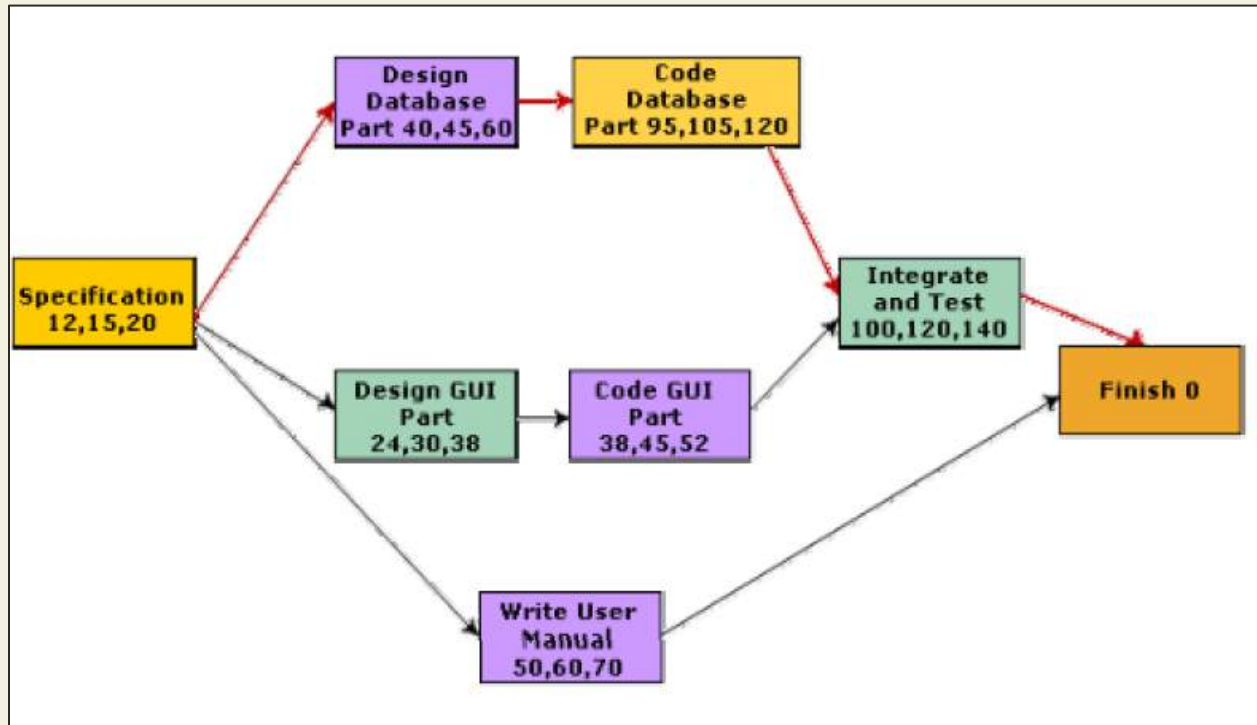 Design
Database
Part 40,45,60
Code
Database
Part 95,105,120
Specification
12,15,20
Integrate
and Test
100,120,140
Design GUI
Part
24,30,38
Code GUI
Part
38,45,52
Finish 0
Write User
Manual
50,60,70